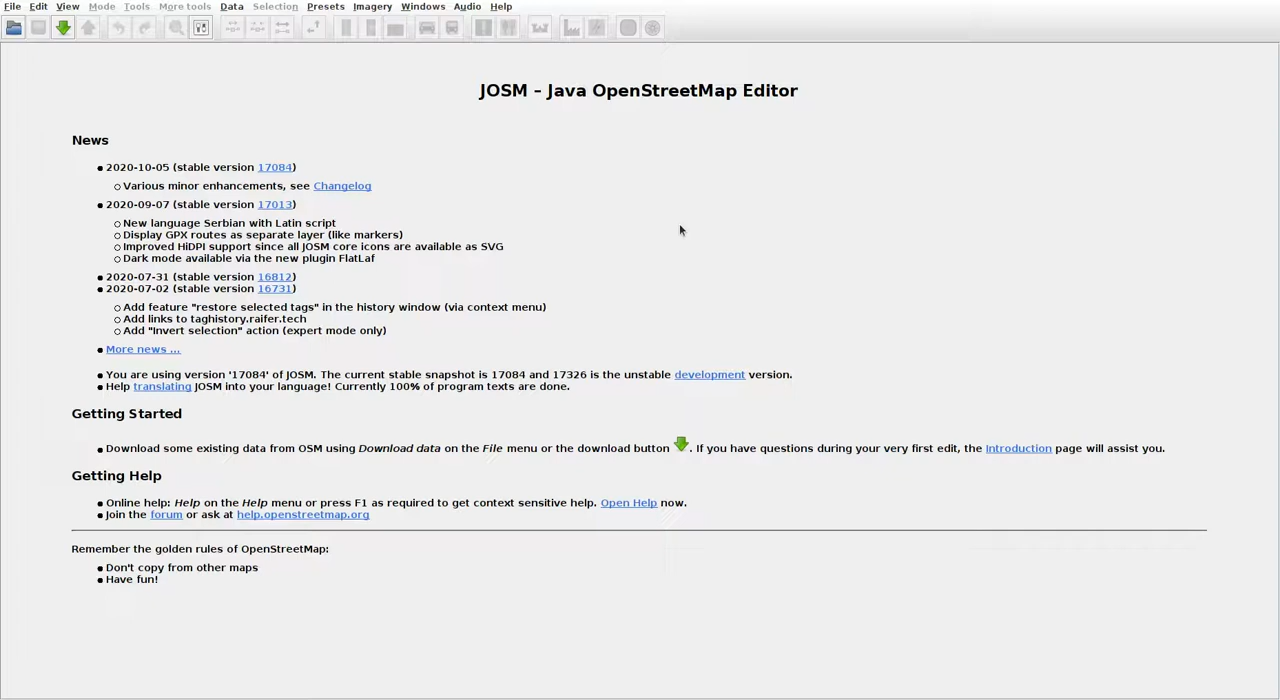 File Edit View Mode Tools More tools Data Selection Presets Imagery Windows Audio Help
JOSM – Java OpenStreetMap Editor
News
2020-10-05 (stable version 17084)
Various minor enhancements, see Changelog
2020-09-07 (stable version 17013)
New language Serbian with Latin script
Display GPX routes as separate layer (like markers)
Improved HiDPI support since all JOSM core icons are available as SVG
Dark mode available via the new plugin FlatLaf
2020-07-31 (stable version 16812)
2020-07-02 (stable version 16731)
Add feature "restore selected tags" in the history window (via context menu)
Add links to taghistory.raifer.tech
Add "Invert selection" action (expert mode only)
More news ...
You are using version '17084' of JOSM. The current stable snapshot is 17084 and 17326 is the unstable development version.
Help translating JOSM into your language! Currently 100% of program texts are done.
Getting Started
Download some existing data from OSM using Download data on the File menu or the download button . If you have questions during your very first edit, the Introduction page will assist you.
Getting Help
Online help: Help on the Help menu or press F1 as required to get context sensitive help. Open Help now.
Join the forum or ask at help.openstreetmap.org
Remember the golden rules of OpenStreetMap:
Don't copy from other maps
Have fun!